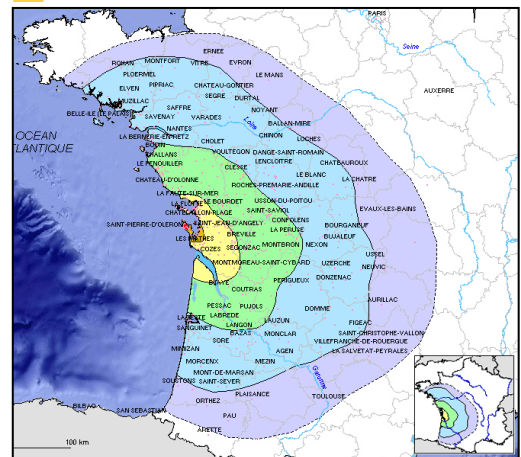 PARIS
Seine
ERNEE
ROHAN
MONTFORT
VITRE
EVRON
PLOERMEL
LE MANS
AUXERRE
ELVEN
PIPRIAC
CHATEAU-GONTIER
SEGRE
DURTAL
MUZILLAC
SAFFRE
NOYANT
BELLE-ILE (LE PALAIS)
SAVENAY
VARADES
Loire
BALLAN-MIRE
NANTES
CHINON
LOCHES
OCEAN
ATLANTIQUE
LA BERNERIE-EN-RETZ
BOUIN
CHOLET
CHALLANS
MOULTEGON
DANGE-SAINT-ROMAIN
LE FENOUILLER
CLESSE
LENCLOITRE
CHATEAUROUX
CHATEAU-D'OLONNE
LE BLANC
LA CHATRE
ROCHES-PREMARIE-ANDILLE
LA FAUTE-SUR-MER
LA FLOTTE
LE BOURDET
USSON-DU-POITOU
EVAUX-LES-BAINS
CHATELAILLON-PLAGE
SAINT-SAVIOL
SAINT-PIERRE-D'OLERON
SAINT-JEAN-D'ANGELY
CONFOLENS
BOURGANEUF
LA PERUSE
LES MATHES
BREVILLE
BUJALEUF
COZES
SEGONZAC
MONTBRON
NEXON
USSEL
MONTMOREAU-SAINT-CYBARD
UZERCHE
NEUVIC
BLAYE
PERIGUEUX
DONZENAC
COUTRAS
AURILLAC
PESSAC
PUJOLS
DOMME
LABREDE
LANGON
LAUZUN
FIGEAC
SANGUINET
BAZAS
MONCLAR
SAINT-CHRISTOPHE-VALLON
SORE
VILLEFRANCHE-DE-ROUERGUE
MIMIZAN
AGEN
LA SALVETAT-PEYRALES
MORCENX
MEZIN
MONT-DE-MARSAN
Garonne
SOUSTONS
SAINT-SEVER
PLAISANCE
TOULOUSE
BILBAO
SAN SEBASTIAN
ORTHEZ
PAU
ARETTE
100 km